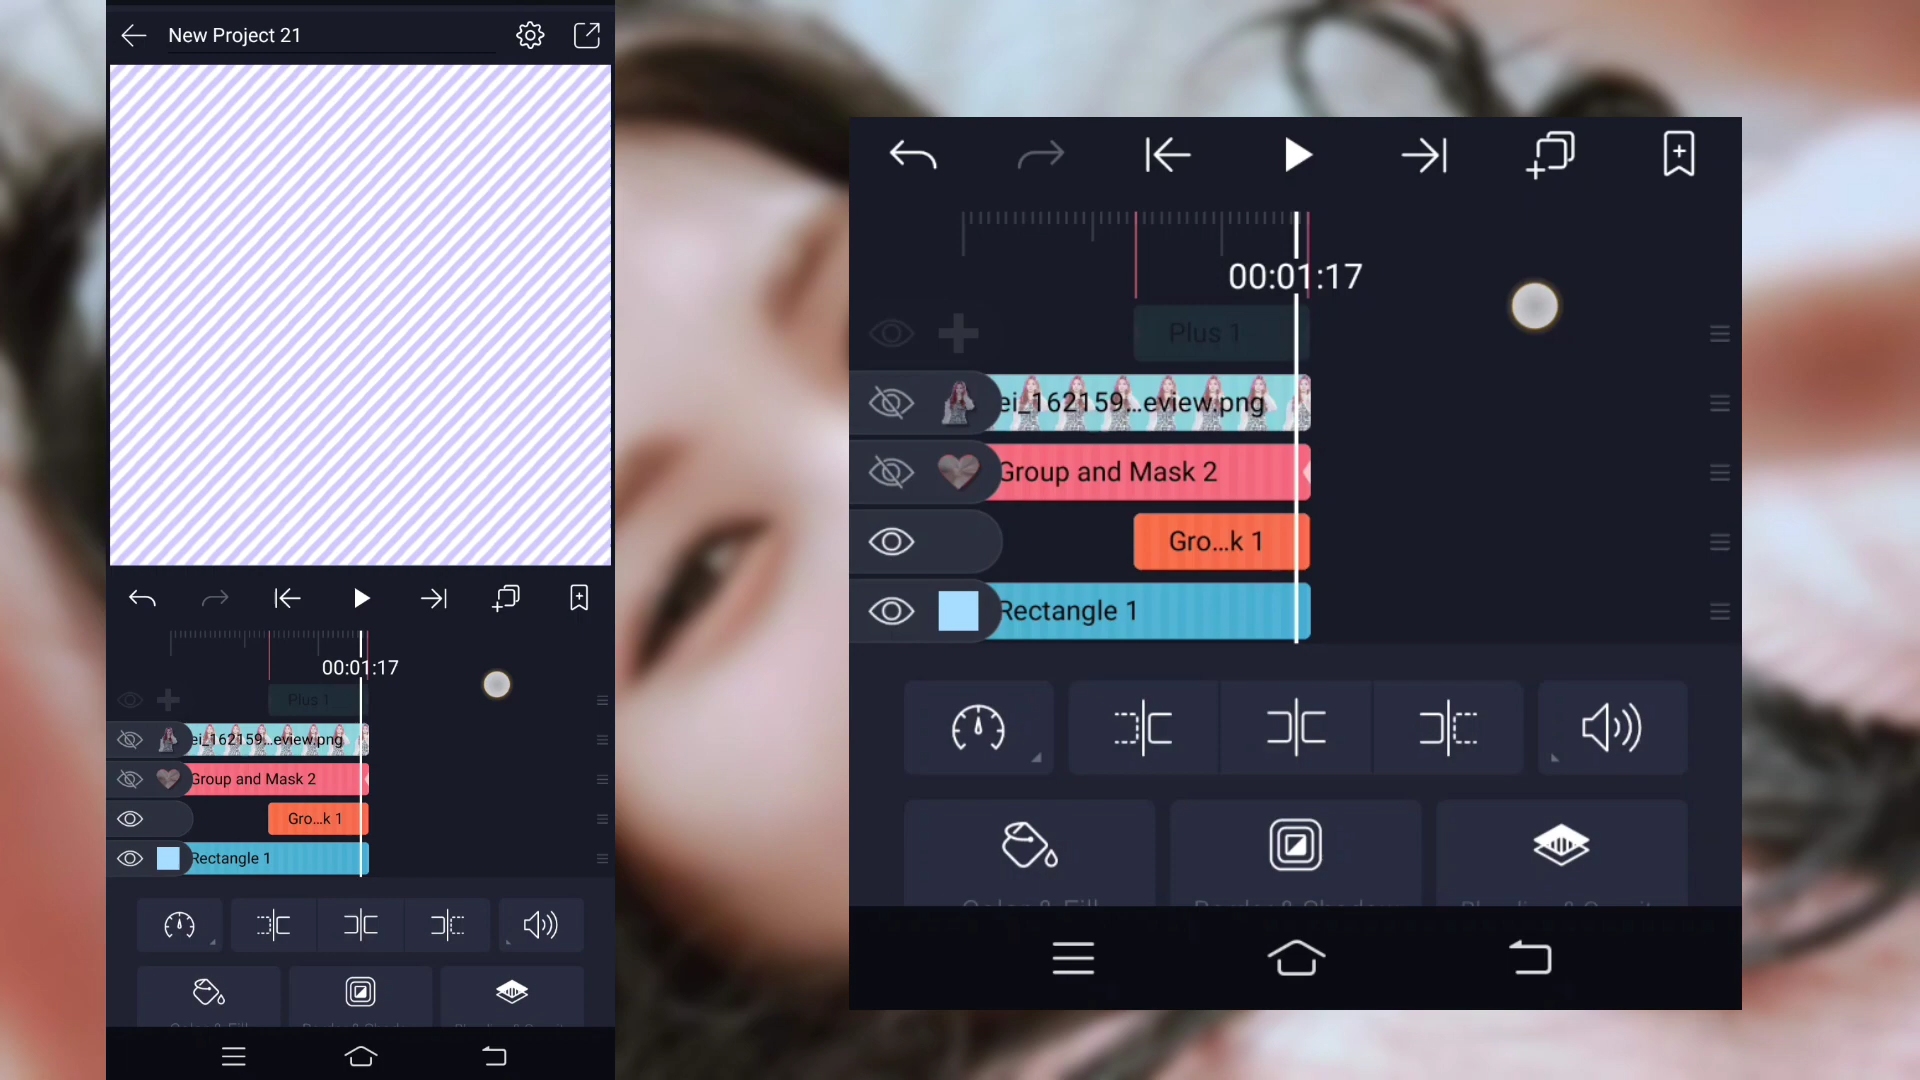 New Project 21
00:01:17
Plus 1
ei_162159...eview.png
Group and Mask 2
Gro...k 1
Rectangle 1
00:01:17
Plus 1
ei_162159...eview.png
Group and Mask 2
Gro...k 1
Rectangle 1